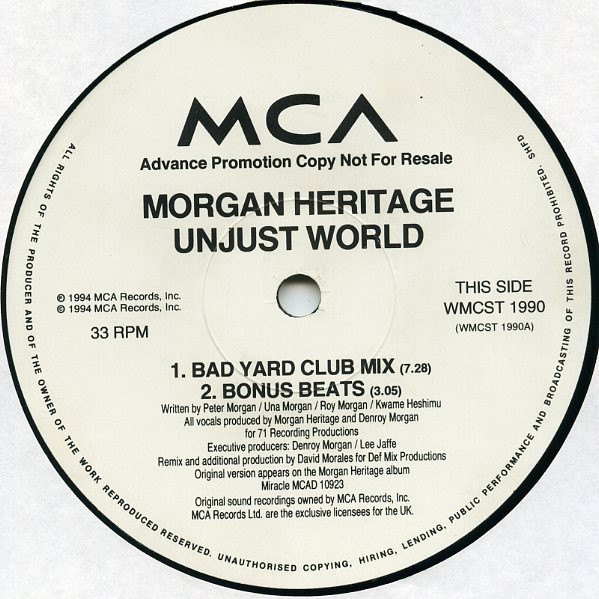 MCA
Advance Promotion Copy Not For Resale
MORGAN HERITAGE
UNJUST WORLD
℗ 1994 MCA Records, Inc.
© 1994 MCA Records, Inc.
33 RPM
THIS SIDE
WMCST 1990
(WMCST 1990A)
1. BAD YARD CLUB MIX (7.28)
2. BONUS BEATS (3.05)
Written by Peter Morgan / Una Morgan / Roy Morgan / Kwame Heshimu
All vocals produced by Morgan Heritage and Denroy Morgan
for 71 Recording Productions
Executive producers: Denroy Morgan / Lee Jaffe
Remix and additional production by David Morales for Def Mix Productions
Original version appears on the Morgan Heritage album
Miracle MCAD 10923
Original sound recordings owned by MCA Records, Inc.
MCA Records Ltd. are the exclusive licensees for the UK.
ALL RIGHTS OF THE PRODUCER AND OF THE OWNER OF THE WORK REPRODUCED RESERVED. UNAUTHORISED COPYING, HIRING, LENDING, PUBLIC PERFORMANCE AND BROADCASTING OF THIS RECORD PROHIBITED. SHFD